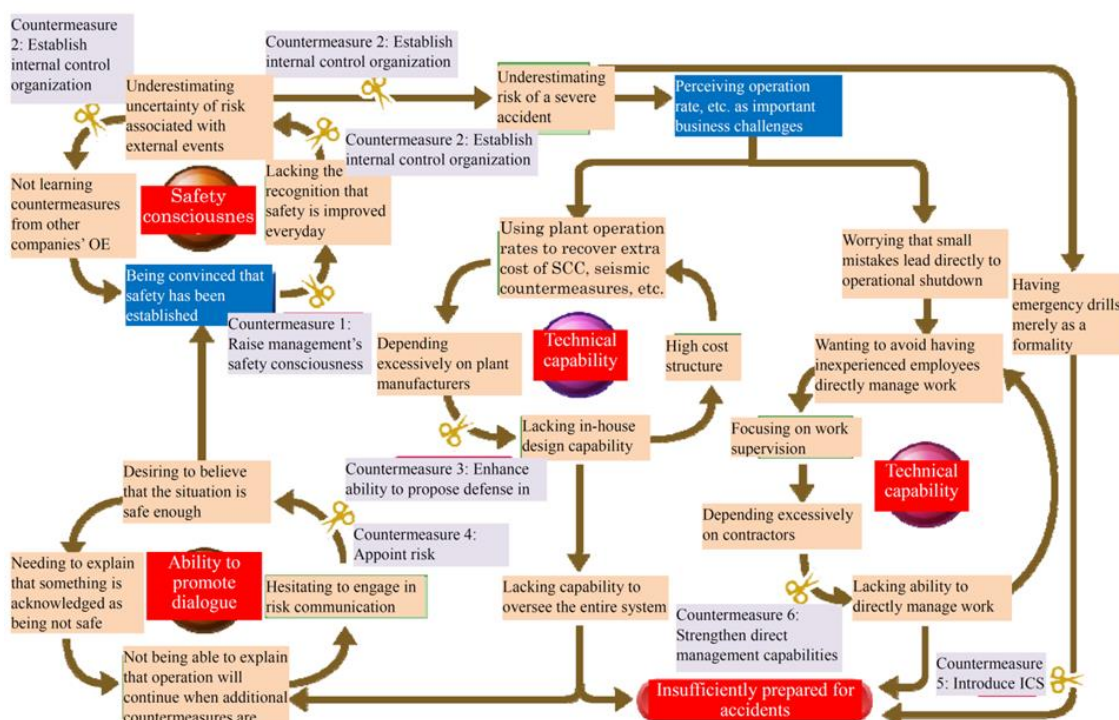 Countermeasure
2: Establish
internal control
organization
Countermeasure 2: Establish
internal control organization
Underestimating
uncertainty of risk
associated with
external events
Underestimating
risk of a severe
accident
Perceiving operation
rate, etc. as important
business challenges
Countermeasure 2: Establish
internal control organization
Not learning
countermeasures
from other
companies' OE
Safety
consciousnes
Lacking the
recognition that
safety is improved
everyday
Being convinced that
safety has been
established
Countermeasure 1:
Raise management's
safety consciousness
Using plant operation
rates to recover extra
cost of SCC, seismic
countermeasures, etc.
Worrying that small
mistakes lead directly to
operational shutdown
Having
emergency drills
merely as a
formality
Depending
excessively on plant
manufacturers
Technical
capability
High cost
structure
Wanting to avoid having
inexperienced employees
directly manage work
Lacking in-house
design capability
Focusing on work
supervision
Technical
capability
Countermeasure 3: Enhance
ability to propose defense in
Desiring to believe
that the situation is
safe enough
Countermeasure 4:
Appoint risk
Depending excessively
on contractors
Needing to explain
that something is
acknowledged as
being not safe
Ability to
promote
dialogue
Hesitating to engage in
risk communication
Lacking capability to
oversee the entire system
Lacking ability to
directly manage work
Countermeasure 6:
Strengthen direct
management capabilities
Not being able to explain
that operation will
continue when additional
countermeasures are
Insufficiently prepared for
accidents
Countermeasure
5: Introduce ICS